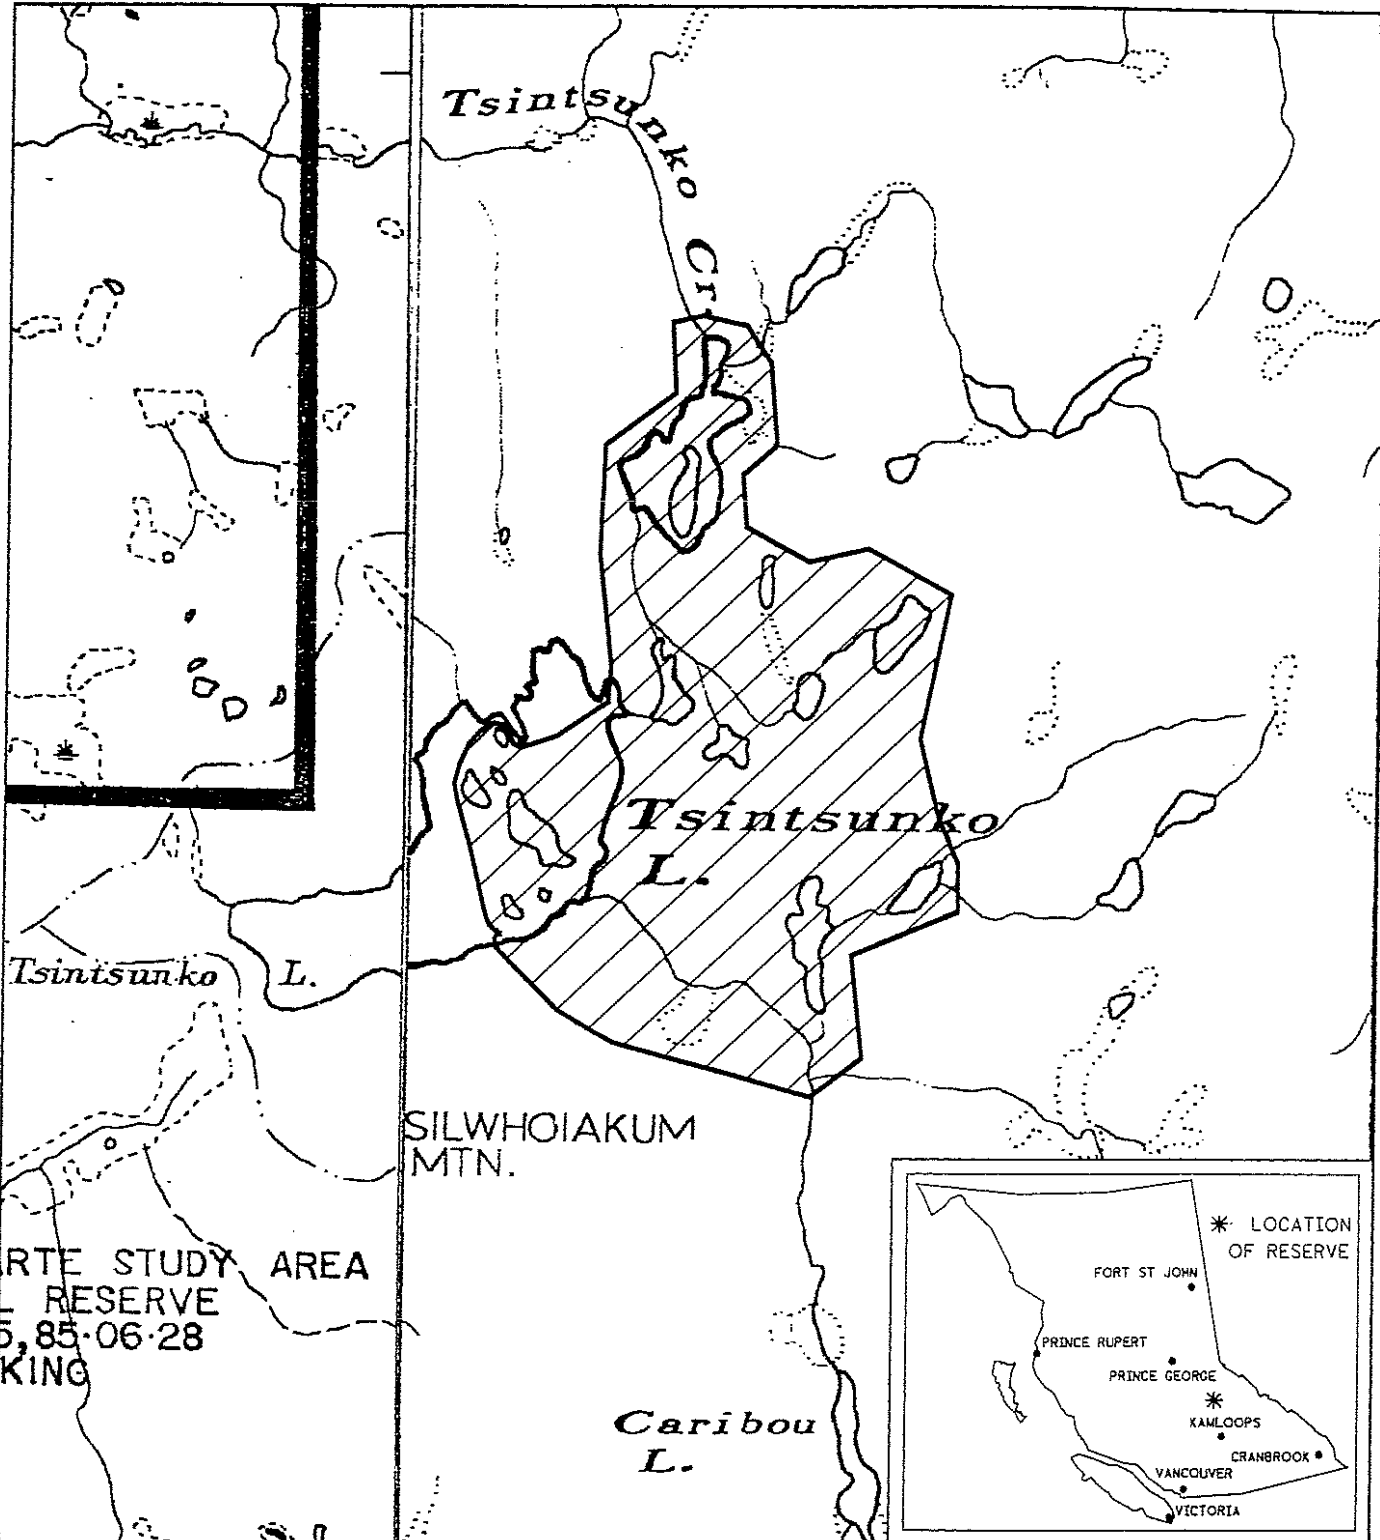 Tsintsunko Cr.
Tsintsunko
L.
Tsintsunko L.
SILWHOIAKUM
MTN.
RTE STUDY AREA
L RESERVE
5,85·06·28
KING
Caribou
L.
LOCATION
OF RESERVE
FORT ST JOHN
PRINCE RUPERT
PRINCE GEORGE
KAMLOOPS
CRANBROOK
VANCOUVER
VICTORIA